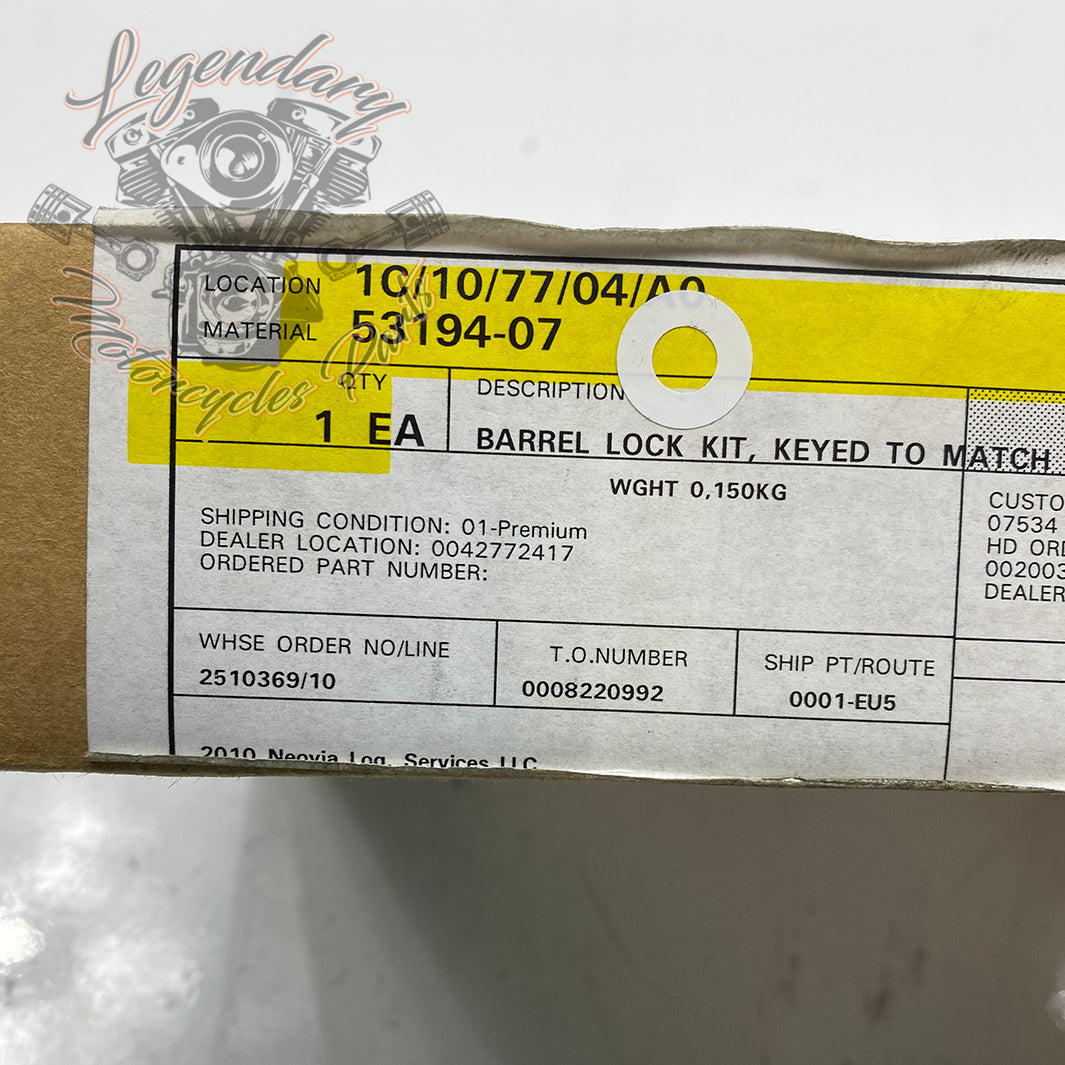 Legendary
Motorcycles Parts
LOCATION 1C/10/77/04/A0
MATERIAL 53194-07
QTY
1 EA
DESCRIPTION
BARREL LOCK KIT, KEYED TO MATCH
WGHT 0,150KG
SHIPPING CONDITION: 01-Premium
DEALER LOCATION: 0042772417
ORDERED PART NUMBER:
CUSTO
07534
HD ORD
002003
DEALER
WHSE ORDER NO/LINE
2510369/10
T.O.NUMBER
0008220992
SHIP PT/ROUTE
0001-EU5
2010 Neovia Log. Services LLC